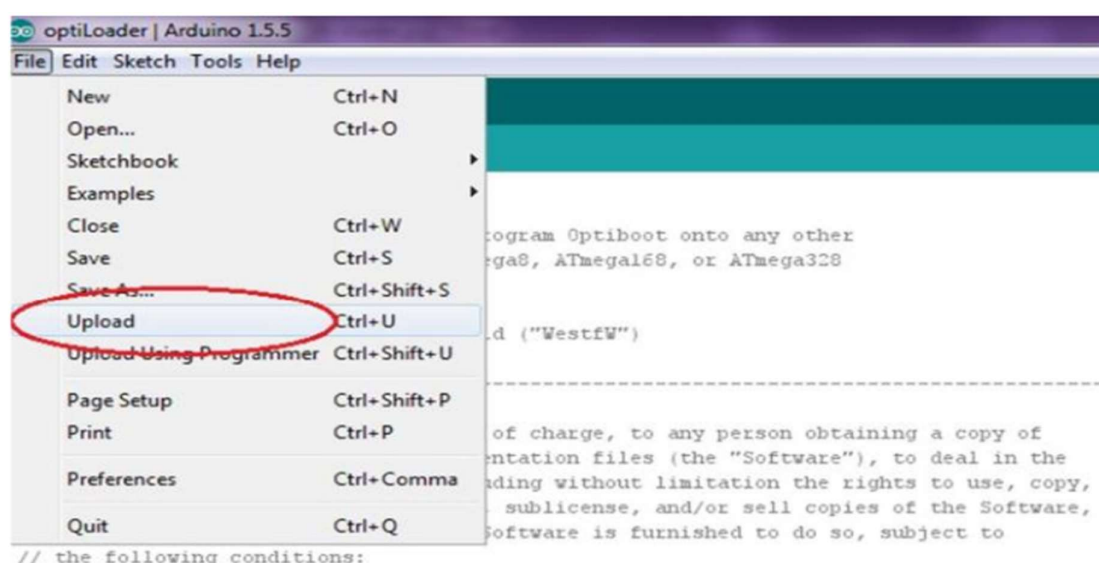 optiLoader | Arduino 1.5.5
File Edit Sketch Tools Help
New Ctrl+N
Open... Ctrl+O
Sketchbook
Examples
Close Ctrl+W
Save Ctrl+S
Save As... Ctrl+Shift+S
Upload Ctrl+U
Upload Using Programmer Ctrl+Shift+U
Page Setup Ctrl+Shift+P
Print Ctrl+P
Preferences Ctrl+Comma
Quit Ctrl+Q
ogram Optiboot onto any other
ega8, ATmega168, or ATmega328
d ("WestfW")
--------------------------------------------------
of charge, to any person obtaining a copy of
entation files (the "Software"), to deal in the
ding without limitation the rights to use, copy,
sublicense, and/or sell copies of the Software,
Software is furnished to do so, subject to
// the following conditions: